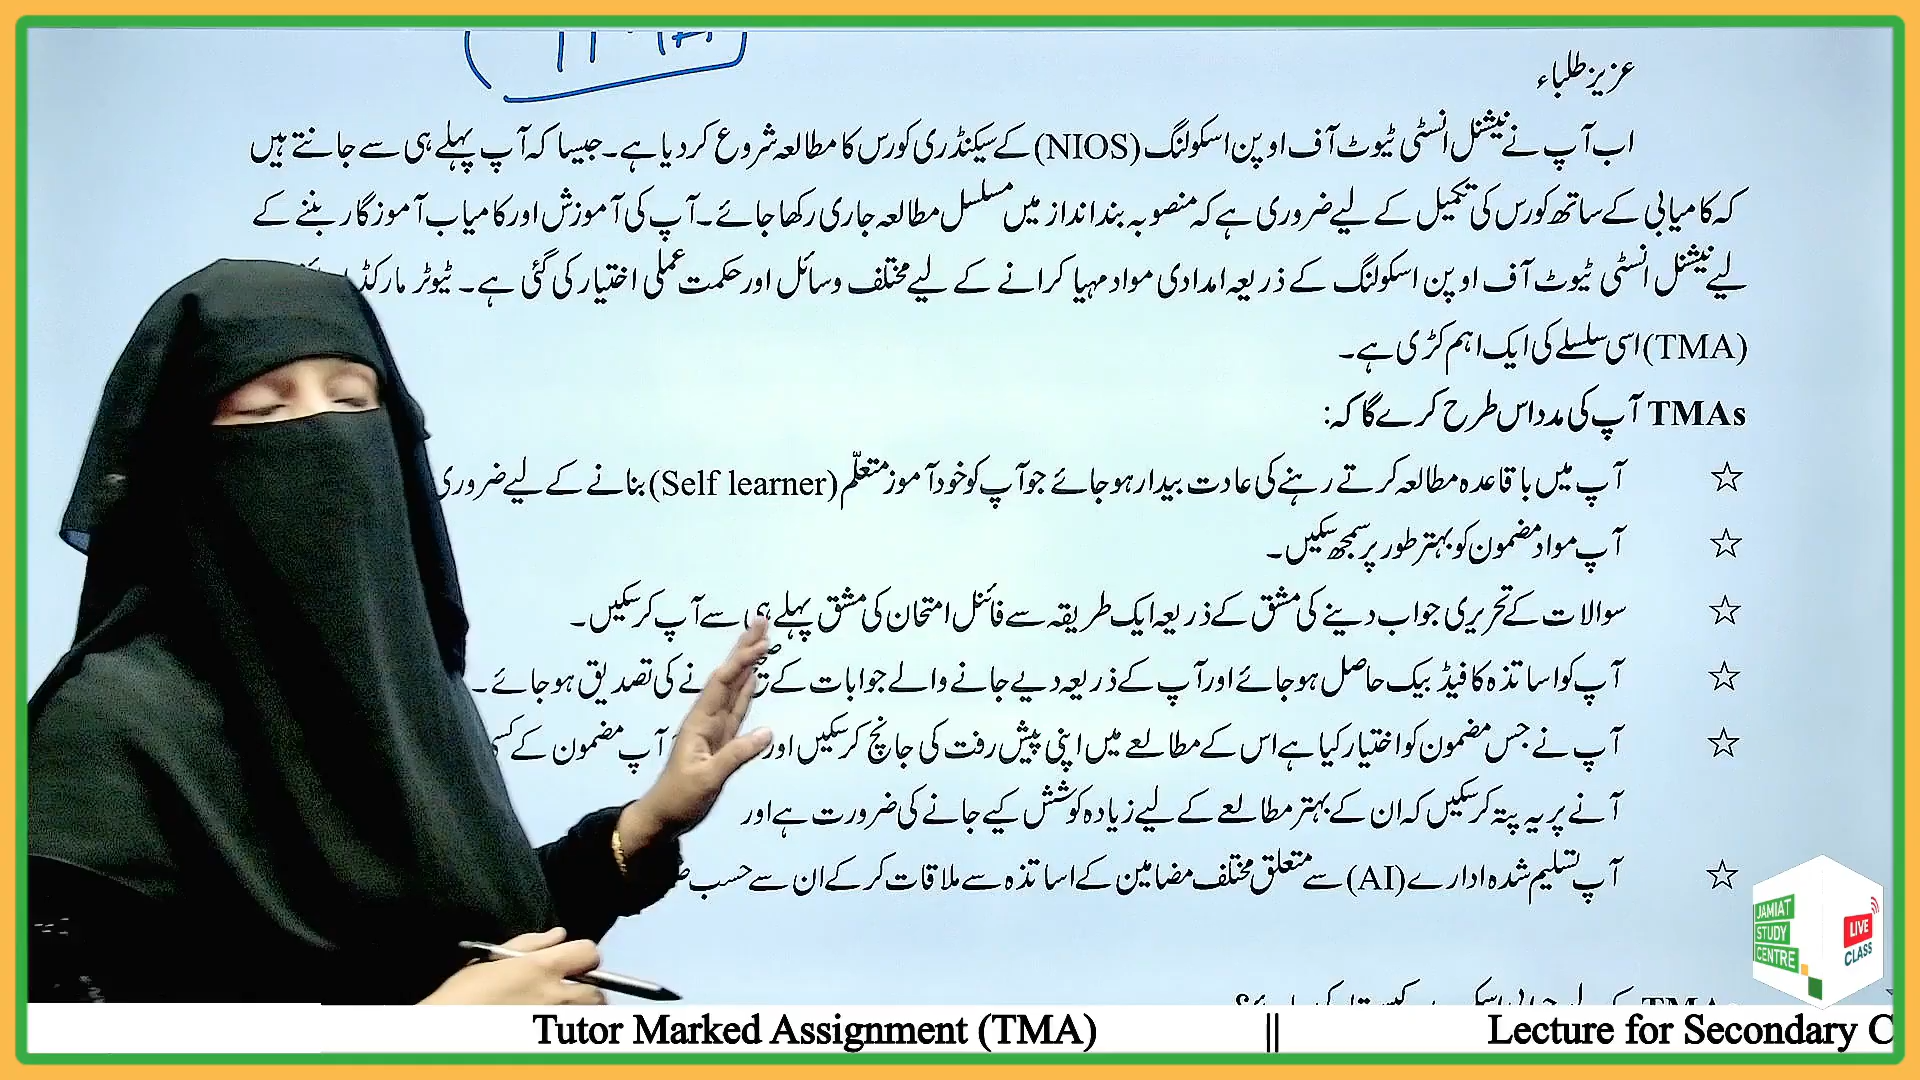 عزیز طلباء
اب آپ نے نیشنل انسٹی ٹیوٹ آف اوپن اسکولنگ (NIOS) کے سیکنڈری کورس کا مطالعہ شروع کر دیا ہے۔ جیسا کہ آپ پہلے ہی سے جانتے ہیں
کہ کامیابی کے ساتھ کورس کی تکمیل کے لیے ضروری ہے کہ منصوبہ بند انداز میں مسلسل مطالعہ جاری رکھا جائے۔ آپ کی آموزش اور کامیاب آموزگار بننے کے
لیے نیشنل انسٹی ٹیوٹ آف اوپن اسکولنگ کے ذریعہ امدادی مواد مہیا کرانے کے لیے مختلف وسائل اور حکمت عملی اختیار کی گئی ہے۔ ٹیوٹر مارکڈ
(TMA) اسی سلسلے کی ایک اہم کڑی ہے۔
TMAs آپ کی مدد اس طرح کرے گا کہ:
☆ آپ میں باقاعدہ مطالعہ کرتے رہنے کی عادت بیدار ہو جائے جو آپ کو خود آموز متعلّم (Self learner) بنانے کے لیے ضروری
☆ آپ مواد مضمون کو بہتر طور پر سمجھ سکیں۔
☆ سوالات کے تحریری جواب دینے کی مشق کے ذریعہ ایک طریقہ سے فائنل امتحان کی مشق پہلے ہی سے آپ کر سکیں۔
☆ آپ کو اساتذہ کا فیڈ بیک حاصل ہو جائے اور آپ کے ذریعہ دیے جانے والے جوابات کے نے کی تصدیق ہو جائے۔
☆ آپ نے جس مضمون کو اختیار کیا ہے اس کے مطالعے میں اپنی پیش رفت کی جانچ کر سکیں اور آپ مضمون کے کسی
آنے پر یہ پتہ کر سکیں کہ ان کے بہتر مطالعے کے لیے زیادہ کوشش کیے جانے کی ضرورت ہے اور
☆ آپ تسلیم شدہ ادارے (AI) سے متعلق مختلف مضامین کے اساتذہ سے ملاقات کر کے ان سے حسب
JAMIAT
STUDY
CENTRE
LIVE
CLASS
Tutor Marked Assignment (TMA) || Lecture for Secondary C